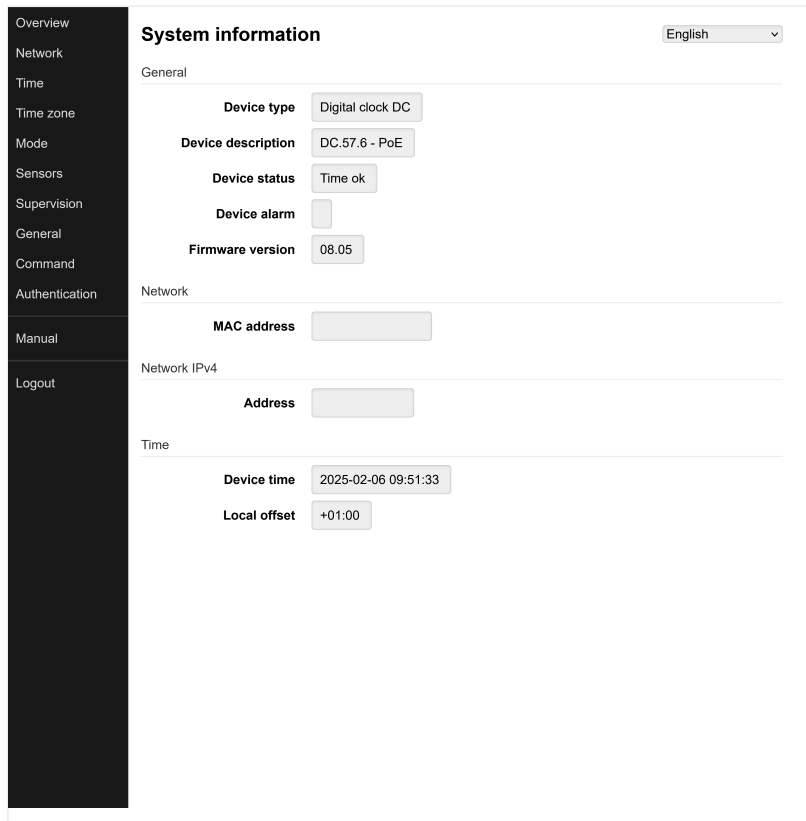 Overview
Network
Time
Time zone
Mode
Sensors
Supervision
General
Command
Authentication
Manual
Logout
System information
English
General
Device type Digital clock DC
Device description DC.57.6 - PoE
Device status Time ok
Device alarm
Firmware version 08.05
Network
MAC address
Network IPv4
Address
Time
Device time 2025-02-06 09:51:33
Local offset +01:00